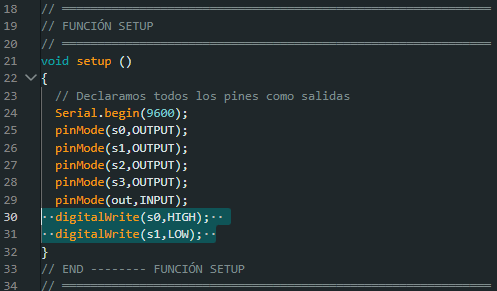 18 // ══════════════════════════════════════════════════════════════
19 // FUNCIÓN SETUP
20 // ══════════════════════════════════════════════════════════════
21 void setup ()
22 {
23 // Declaramos todos los pines como salidas
24 Serial.begin(9600);
25 pinMode(s0,OUTPUT);
26 pinMode(s1,OUTPUT);
27 pinMode(s2,OUTPUT);
28 pinMode(s3,OUTPUT);
29 pinMode(out,INPUT);
30 digitalWrite(s0,HIGH);
31 digitalWrite(s1,LOW);
32 }
33 // END -------- FUNCIÓN SETUP
34 // ══════════════════════════════════════════════════════════════